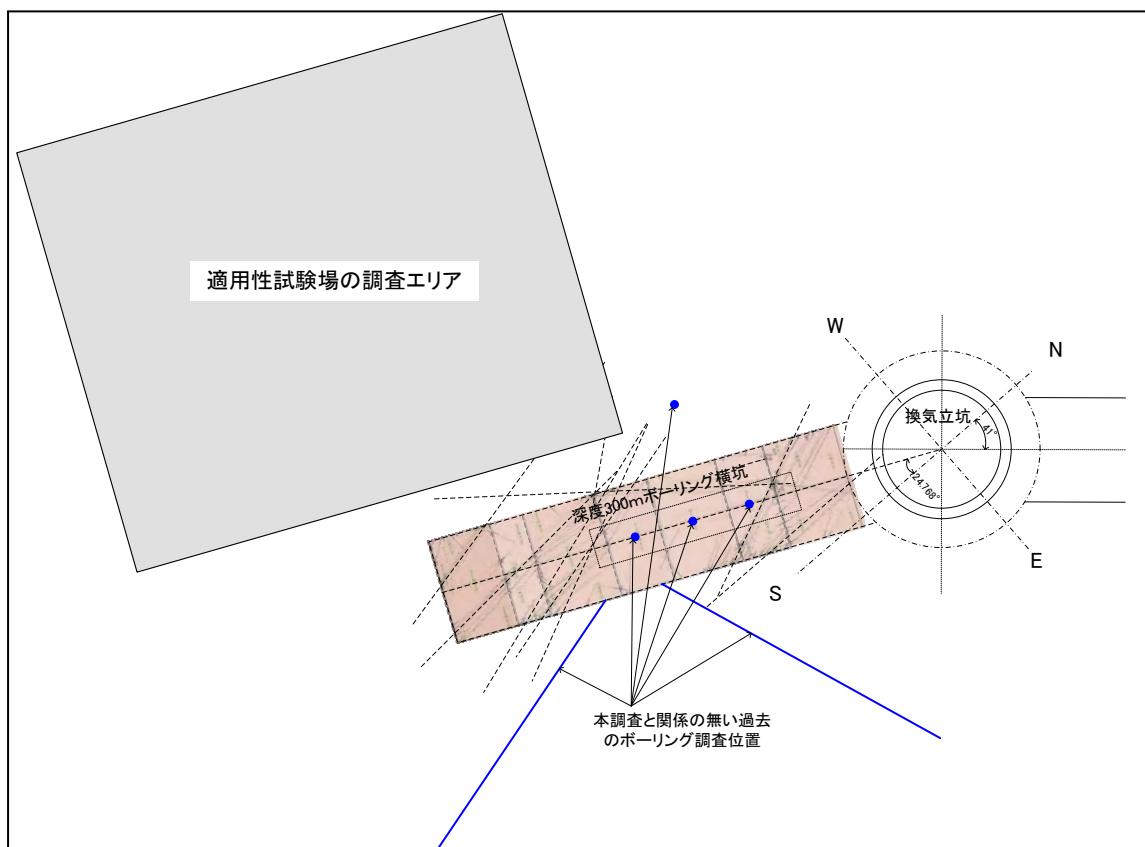 適用性試験場の調査エリア
W
N
換気立坑
41°
24.768°
深度300mボーリング横坑
E
S
本調査と関係の無い過去
のボーリング調査位置